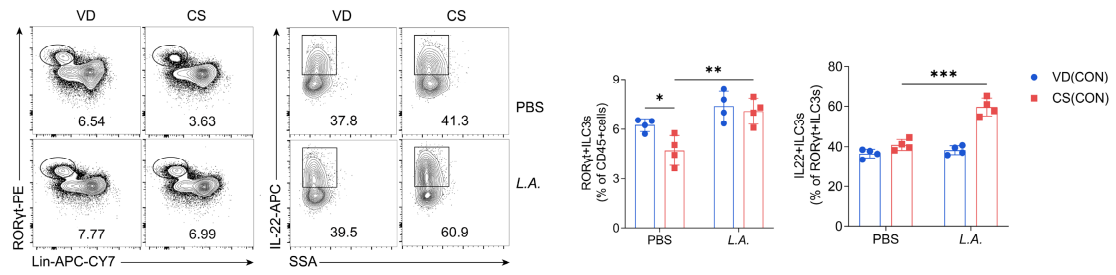 VD CS
RORγt-PE
6.54 3.63
7.77 6.99
Lin-APC-CY7
VD CS
IL-22-APC
37.8 41.3
PBS
39.5 60.9
L.A.
SSA
RORγt+ILC3s
(% of CD45+cells)
9
6
3
0
*
**
PBS L.A.
IL22+ILC3s
(% of RORγt+ILC3s)
80
60
40
20
0
***
PBS L.A.
VD(CON)
CS(CON)